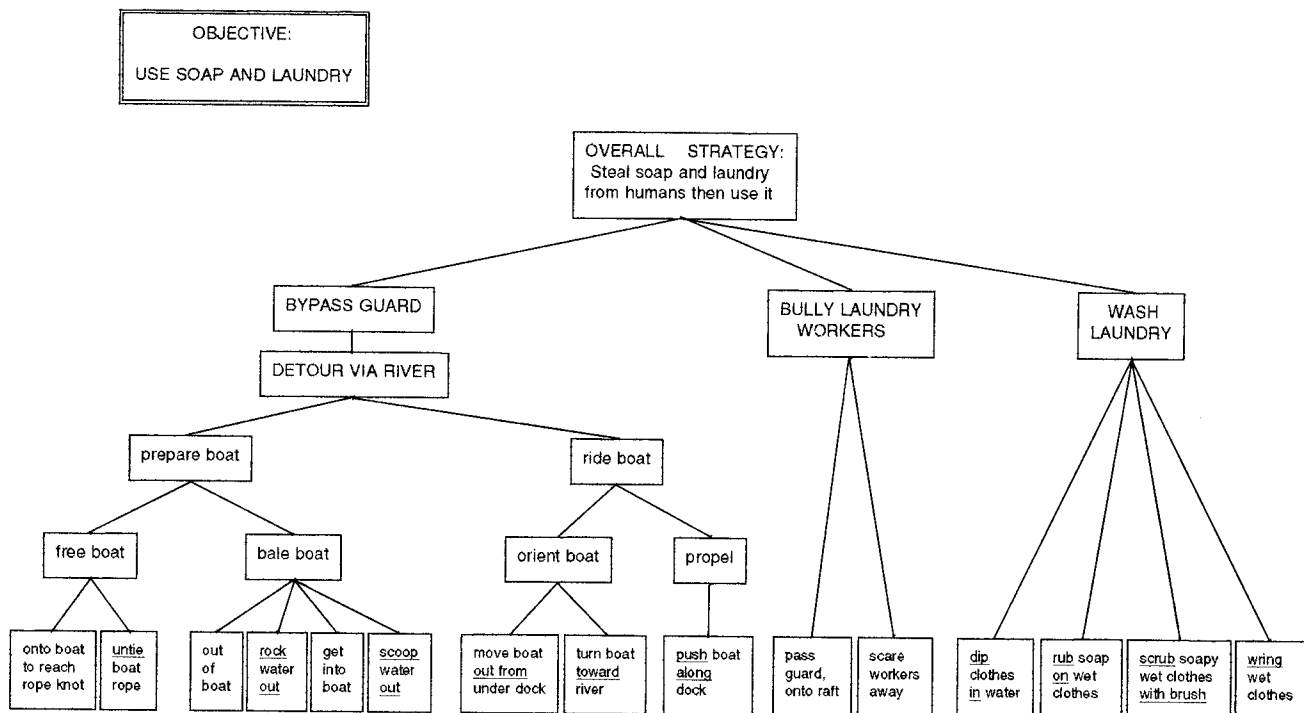 OBJECTIVE:
USE SOAP AND LAUNDRY
OVERALL STRATEGY:
Steal soap and laundry
from humans then use it
BYPASS GUARD
BULLY LAUNDRY
WORKERS
WASH
LAUNDRY
DETOUR VIA RIVER
prepare boat
ride boat
free boat
bale boat
orient boat
propel
onto boat
to reach
rope knot
untie
boat
rope
out
of
boat
rock
water
out
get
into
boat
scoop
water
out
move boat
out from
under dock
turn boat
toward
river
push boat
along
dock
pass
guard,
onto raft
scare
workers
away
dip
clothes
in water
rub soap
on wet
clothes
scrub soapy
wet clothes
with brush
wring
wet
clothes